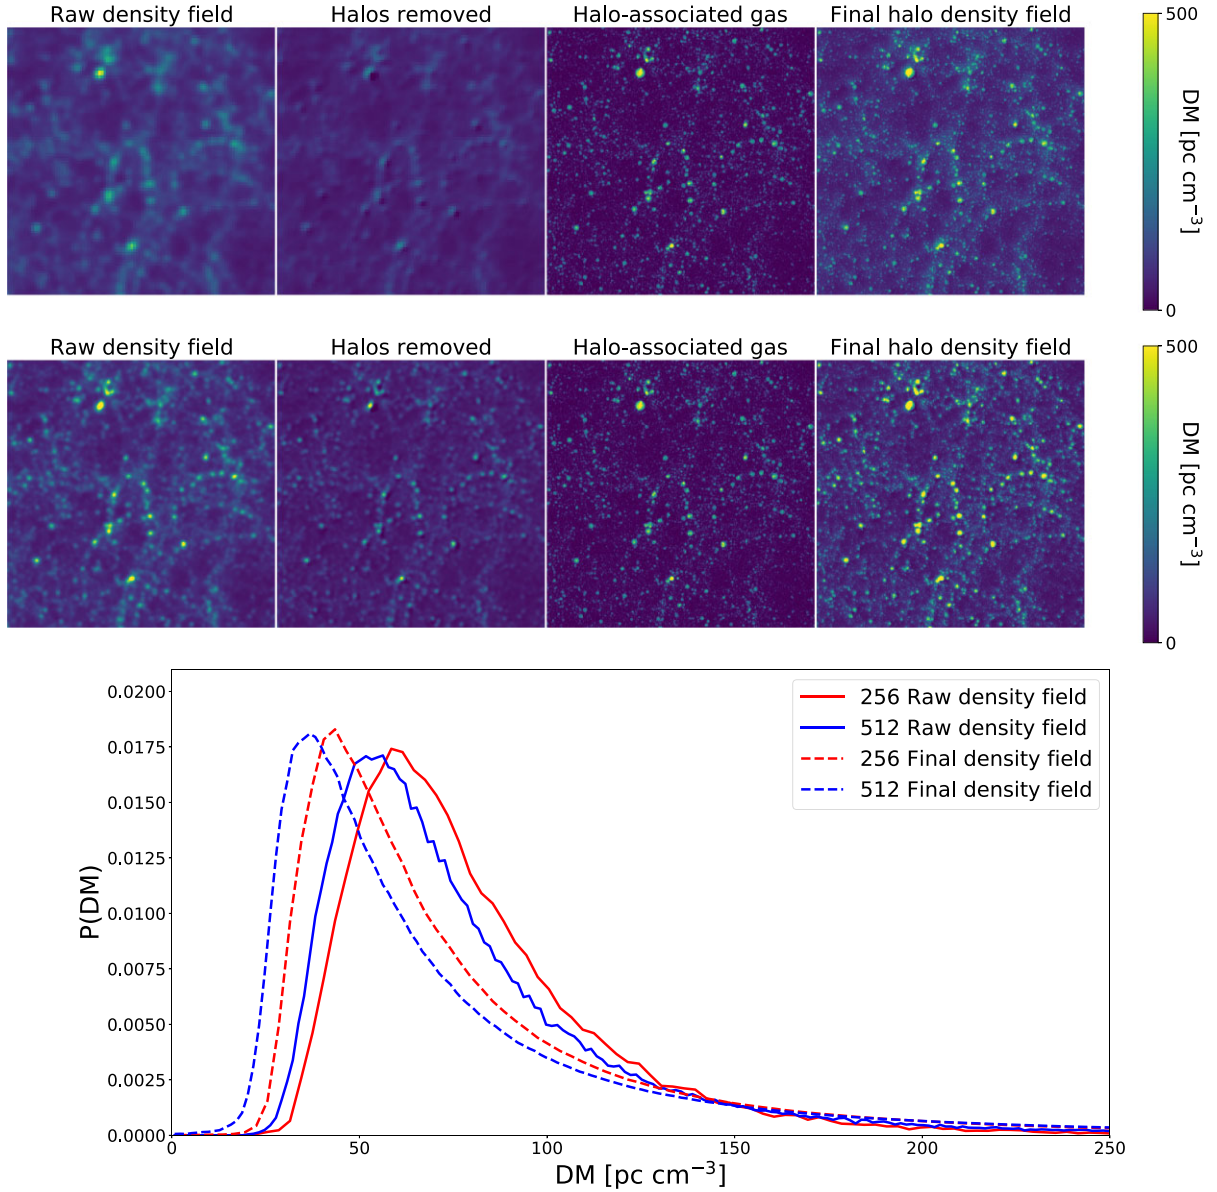 Raw density field Halos removed Halo-associated gas Final halo density field
500
DM [pc cm−3]
0
Raw density field Halos removed Halo-associated gas Final halo density field
500
DM [pc cm−3]
0
0.0200
0.0175
0.0150
0.0125
0.0100
0.0075
0.0050
0.0025
0.0000
P(DM)
256 Raw density field
512 Raw density field
256 Final density field
512 Final density field
0 50 100 150 200 250
DM [pc cm−3]